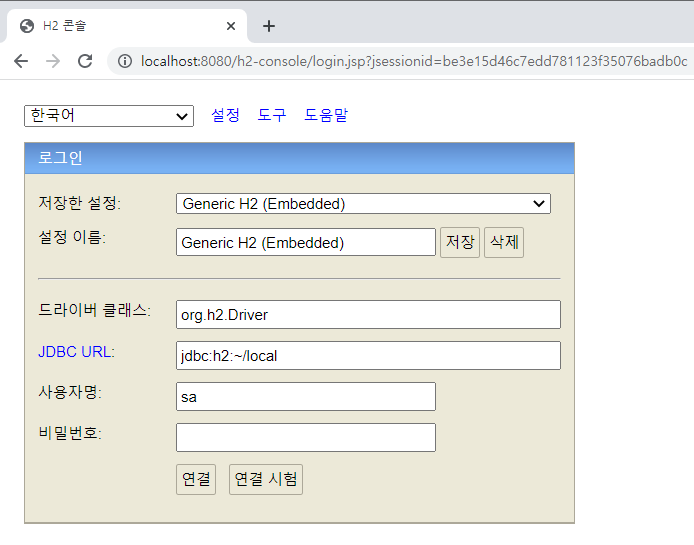 H2 콘솔
localhost:8080/h2-console/login.jsp?jsessionid=be3e15d46c7edd781123f35076badb0c
한국어 설정 도구 도움말
로그인
저장한 설정: Generic H2 (Embedded)
설정 이름: Generic H2 (Embedded) 저장 삭제
드라이버 클래스: org.h2.Driver
JDBC URL: jdbc:h2:~/local
사용자명: sa
비밀번호:
연결 연결 시험